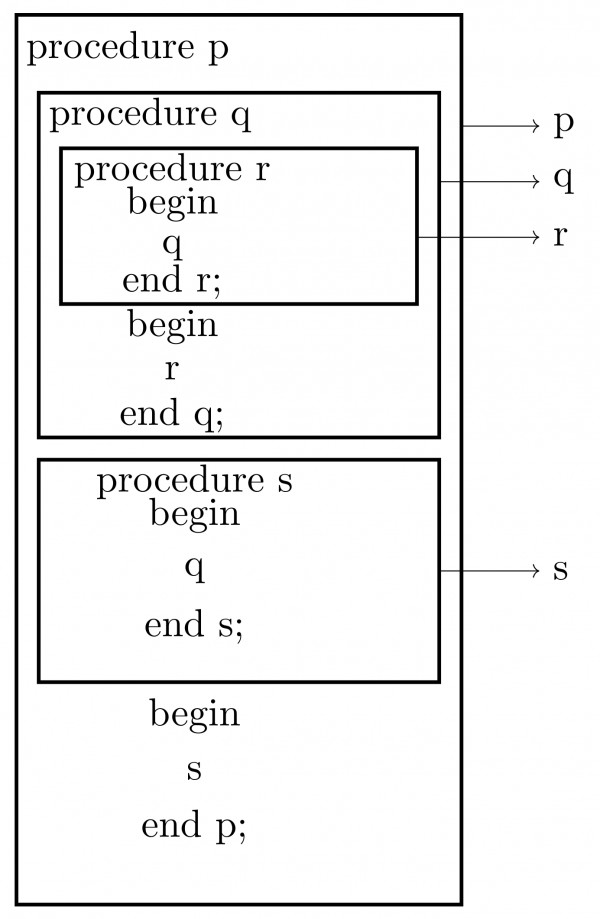 procedure p
procedure q
p
procedure r
q
begin
q
r
end r;
begin
r
end q;
procedure s
begin
q
s
end s;
begin
s
end p;